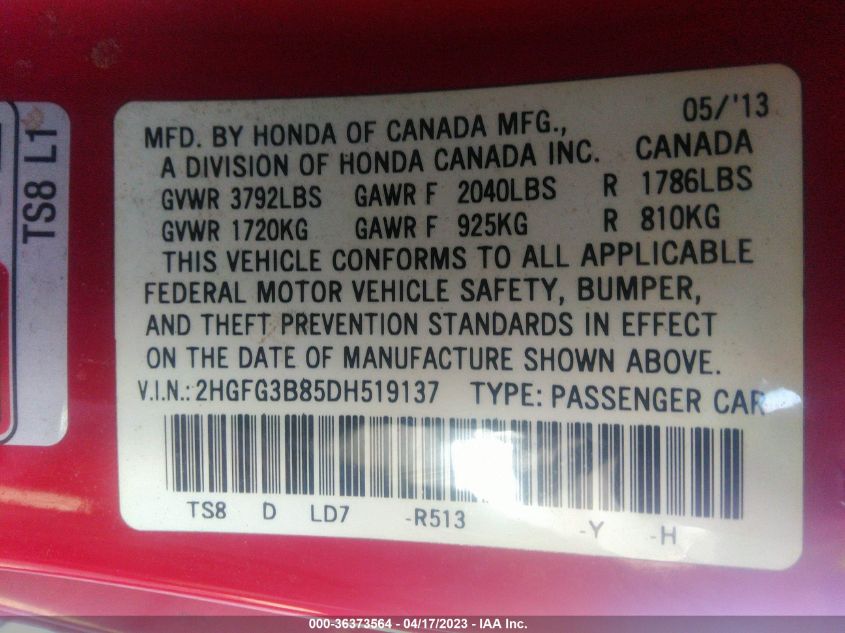 05/'13
MFD. BY HONDA OF CANADA MFG.,
A DIVISION OF HONDA CANADA INC. CANADA
GVWR 3792LBS GAWR F 2040LBS R 1786LBS
GVWR 1720KG GAWR F 925KG R 810KG
THIS VEHICLE CONFORMS TO ALL APPLICABLE
FEDERAL MOTOR VEHICLE SAFETY, BUMPER,
AND THEFT PREVENTION STANDARDS IN EFFECT
ON THE DATE OF MANUFACTURE SHOWN ABOVE.
V.I.N.: 2HGFG3B85DH519137 TYPE: PASSENGER CAR
TS8 D LD7 -R513 -Y -H
TS8 L1
000-36373564 - 04/17/2023 - IAA Inc.